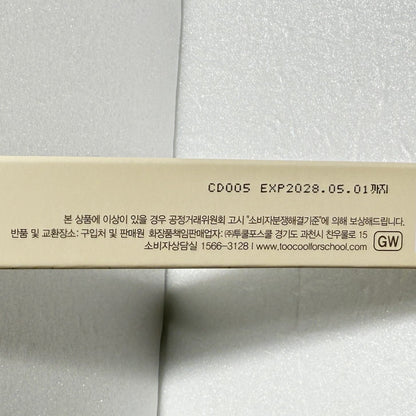 CD005 EXP2028.05.01까지
본 상품에 이상이 있을 경우 공정거래위원회 고시 "소비자분쟁해결기준"에 의해 보상해드립니다.
반품 및 교환장소: 구입처 및 판매원 화장품책임판매업자: ㈜투쿨포스쿨 경기도 과천시 찬우물로 15
소비자상담실 1566-3128 | www.toocoolforschool.com
GW